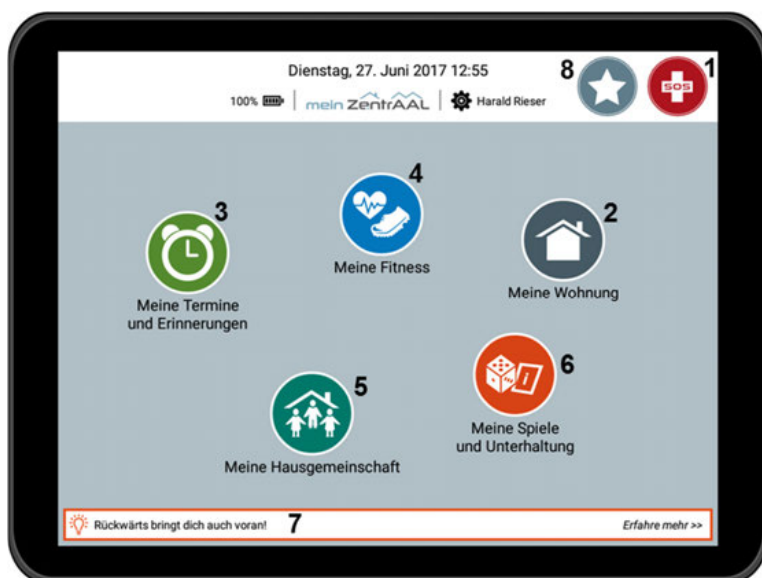 Dienstag, 27. Juni 2017 12:55
8
1
SOS
100%
mein ZentrAAL
Harald Rieser
4
3
2
Meine Fitness
Meine Wohnung
Meine Termine
und Erinnerungen
6
5
i
Meine Spiele
und Unterhaltung
Meine Hausgemeinschaft
Rückwärts bringt dich auch voran!
7
Erfahre mehr >>